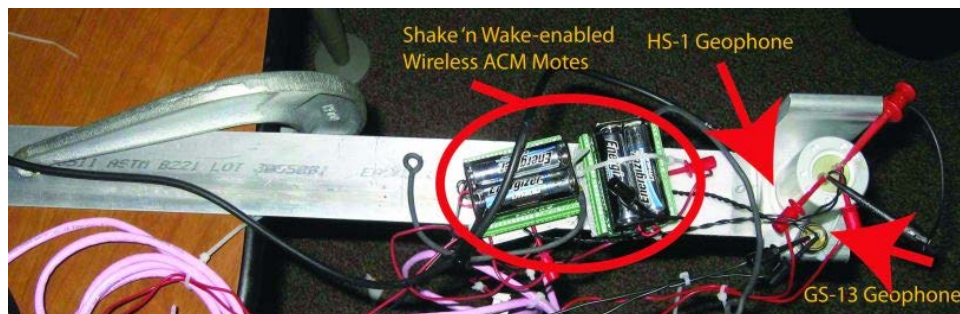 Shake 'n Wake-enabled
Wireless ACM Motes
HS-1 Geophone
ASTM B221 LOT
Energizer
Energizer
GS-13 Geophone